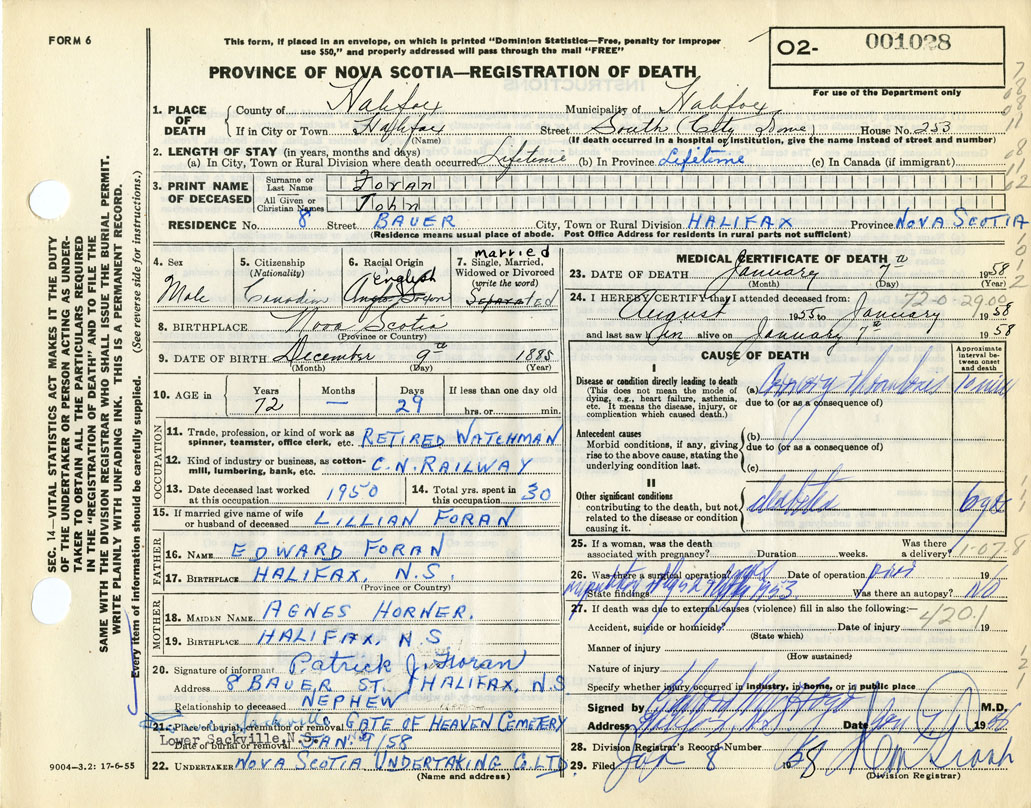 FORM 6
This form, if placed in an envelope, on which is printed "Dominion Statistics—Free, penalty for improper
use $50," and properly addressed will pass through the mail "FREE"
O2- 001028
For use of the Department only
PROVINCE OF NOVA SCOTIA—REGISTRATION OF DEATH
SEC. 14—VITAL STATISTICS ACT MAKES IT THE DUTY
OF THE UNDERTAKER OR PERSON ACTING AS UNDER-
TAKER TO OBTAIN ALL THE PARTICULARS REQUIRED
IN THE "REGISTRATION OF DEATH" AND TO FILE THE
SAME WITH THE DIVISION REGISTRAR WHO SHALL ISSUE THE BURIAL PERMIT.
WRITE PLAINLY WITH UNFADING INK. THIS IS A PERMANENT RECORD.
Every item of information should be carefully supplied. (See reverse side for instructions.)
1. PLACE OF DEATH
County of Halifax Municipality of Halifax
If in City or Town Halifax Street South (City Home) House No. 253
(Name) (If death occurred in a hospital or institution, give the name instead of street and number)
2. LENGTH OF STAY (in years, months and days)
(a) In City, Town or Rural Division where death occurred Lifetime (b) In Province Lifetime (c) In Canada (if immigrant)
3. PRINT NAME OF DECEASED
Surname or Last Name Foran
All Given or Christian Names John
RESIDENCE No. 8 Street BAUER City, Town or Rural Division HALIFAX Province NOVA SCOTIA
(Residence means usual place of abode. Post Office Address for residents in rural parts not sufficient)
4. Sex Male
5. Citizenship (Nationality) Canadian
6. Racial Origin English Anglo Saxon
7. Single, Married, Widowed or Divorced (write the word) married Separated
8. BIRTHPLACE Nova Scotia
(Province or Country)
9. DATE OF BIRTH December 9th 1885
(Month) (Day) (Year)
10. AGE in Years 72 Months — Days 29 If less than one day old hrs. or min.
OCCUPATION
11. Trade, profession, or kind of work as spinner, teamster, office clerk, etc. RETIRED WATCHMAN
12. Kind of industry or business, as cotton-mill, lumbering, bank, etc. C.N. RAILWAY
13. Date deceased last worked at this occupation 1950
14. Total yrs. spent in this occupation 30
15. If married give name of wife or husband of deceased LILLIAN FORAN
FATHER
16. NAME EDWARD FORAN
17. BIRTHPLACE HALIFAX, N.S.
(Province or Country)
MOTHER
18. MAIDEN NAME AGNES HORNER.
19. BIRTHPLACE HALIFAX, N.S
20. Signature of informant Patrick J. Foran
Address 8 BAUER ST. HALIFAX, N.S
Relationship to deceased NEPHEW
21. Place of burial, cremation or removal GATE OF HEAVEN CEMETERY
Lower Sackville, N.S.
Date of burial or removal JAN. 9/58
22. UNDERTAKER NOVA SCOTIA UNDERTAKING CO. LTD.
(Name and address)
9004—3.2: 17-6-55
MEDICAL CERTIFICATE OF DEATH
23. DATE OF DEATH January 7th 1958
(Month) (Day) (Year)
24. I HEREBY CERTIFY that I attended deceased from: 72-0-29.00
August 1953 to January 1958
and last saw him alive on January 7th 1958
CAUSE OF DEATH
Approximate interval between onset and death
I
Disease or condition directly leading to death
(This does not mean the mode of dying, e.g., heart failure, asthenia, etc. It means the disease, injury, or complication which caused death.)
(a) Coronary thrombosis 10 mins
due to (or as a consequence of)
Antecedent causes
Morbid conditions, if any, giving rise to the above cause, stating the underlying condition last.
(b)
due to (or as a consequence of)
(c)
II
Other significant conditions
contributing to the death, but not related to the disease or condition causing it.
diabetes 6 yrs
25. If a woman, was the death associated with pregnancy? Duration weeks. Was there a delivery?
1-07-8
26. Was there a surgical operation? yes Date of operation 19
State findings 1953 Was there an autopsy? No
27. If death was due to external causes (violence) fill in also the following:—
4201
Accident, suicide or homicide? Date of injury 19
(State which)
Manner of injury
(How sustained)
Nature of injury
Specify whether injury occurred in industry, in home, or in public place
Signed by M.D.
Address Halifax, N.S. Date Jan 19
28. Division Registrar's Record Number
29. Filed Jan 8 1958
(Division Registrar)